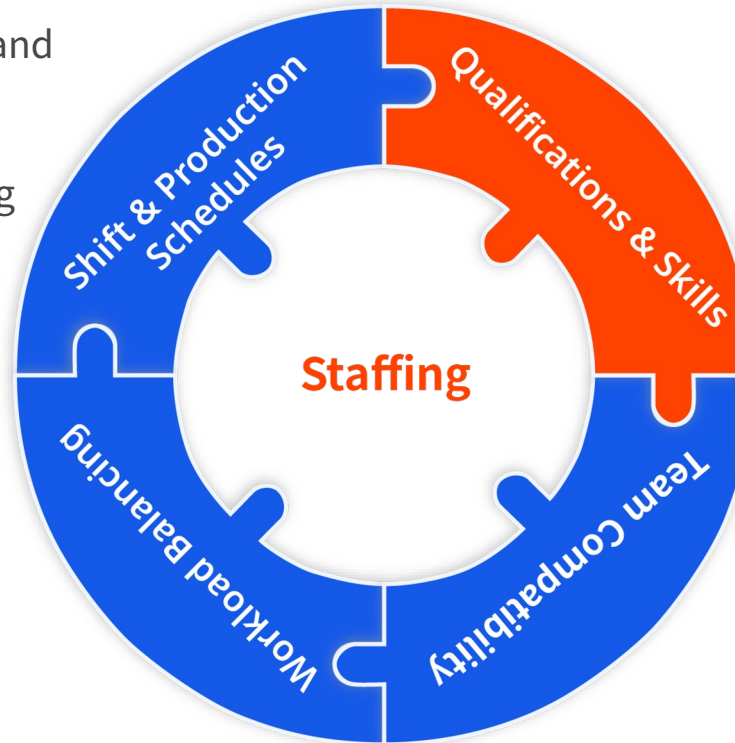 and
g
Shift & Production
Schedules
Qualifications & Skills
Staffing
Workload Balancing
Team Compatibility